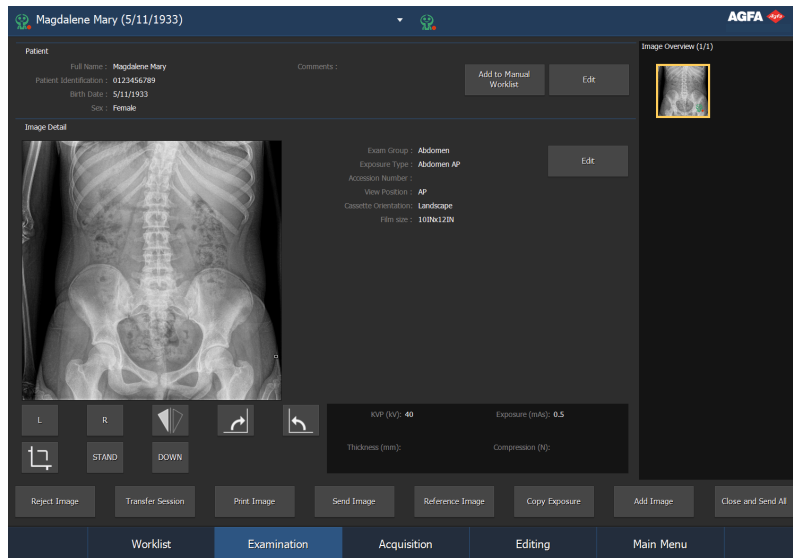 Magdalene Mary (5/11/1933)
AGFA
Patient
Full Name : Magdalene Mary
Patient Identification : 0123456789
Birth Date : 5/11/1933
Sex : Female
Comments :
Add to Manual
Worklist
Edit
Image Overview (1/1)
Image Detail
Exam Group : Abdomen
Exposure Type : Abdomen AP
Accession Number :
View Position : AP
Cassette Orientation: Landscape
Film size : 10INx12IN
Edit
L
R
STAND
DOWN
KVP (kV): 40
Exposure (mAs): 0.5
Thickness (mm):
Compression (N):
Reject Image
Transfer Session
Print Image
Send Image
Reference Image
Copy Exposure
Add Image
Close and Send All
Worklist
Examination
Acquisition
Editing
Main Menu